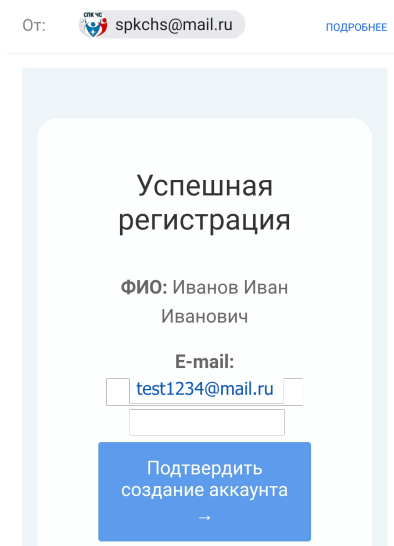 От: СПК ЧС spkchs@mail.ru ПОДРОБНЕЕ
Успешная
регистрация
ФИО: Иванов Иван
Иванович
E-mail:
test1234@mail.ru
Подтвердить
создание аккаунта
→